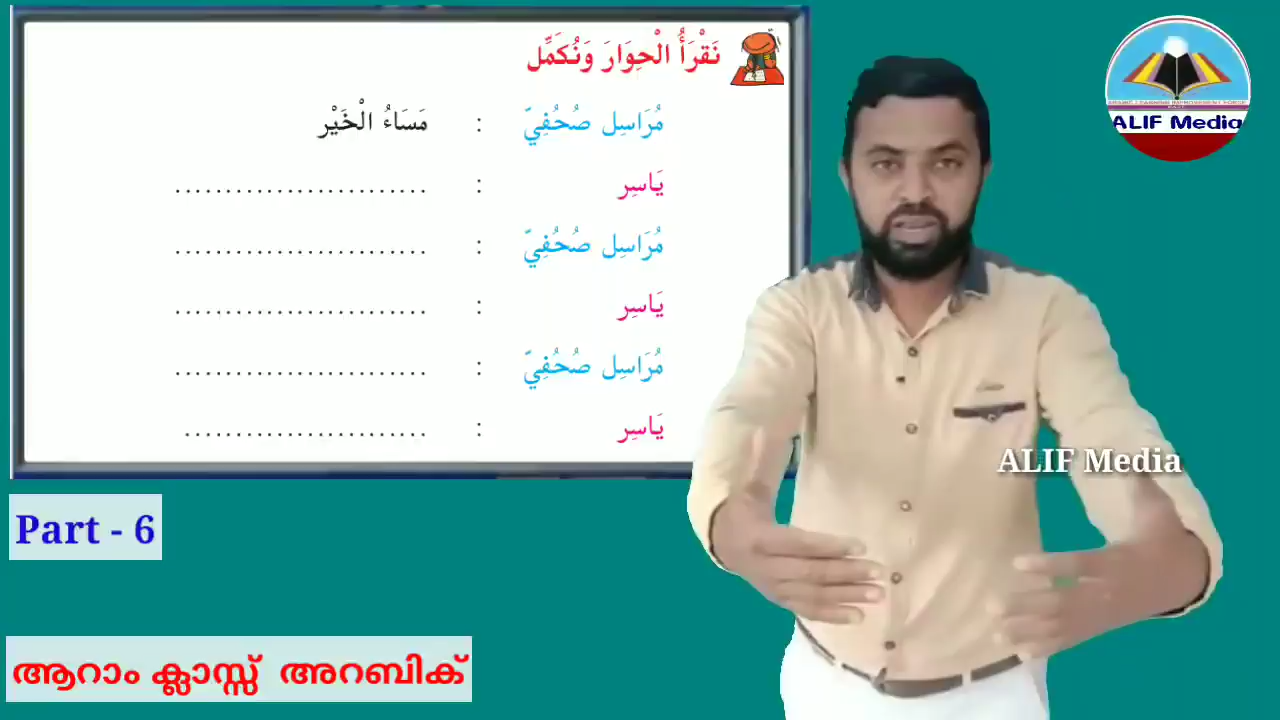 نَقْرَأُ الْحِوَارَ وَنُكَمِّل
مُرَاسِل صُحُفِيّ : مَسَاءُ الْخَيْر
يَاسِر : .........................
مُرَاسِل صُحُفِيّ : .........................
يَاسِر : .........................
مُرَاسِل صُحُفِيّ : .........................
يَاسِر : ........................
ALIF Media
ALIF Media
Part - 6
ആറാം ക്ലാസ്സ് അറബിക്